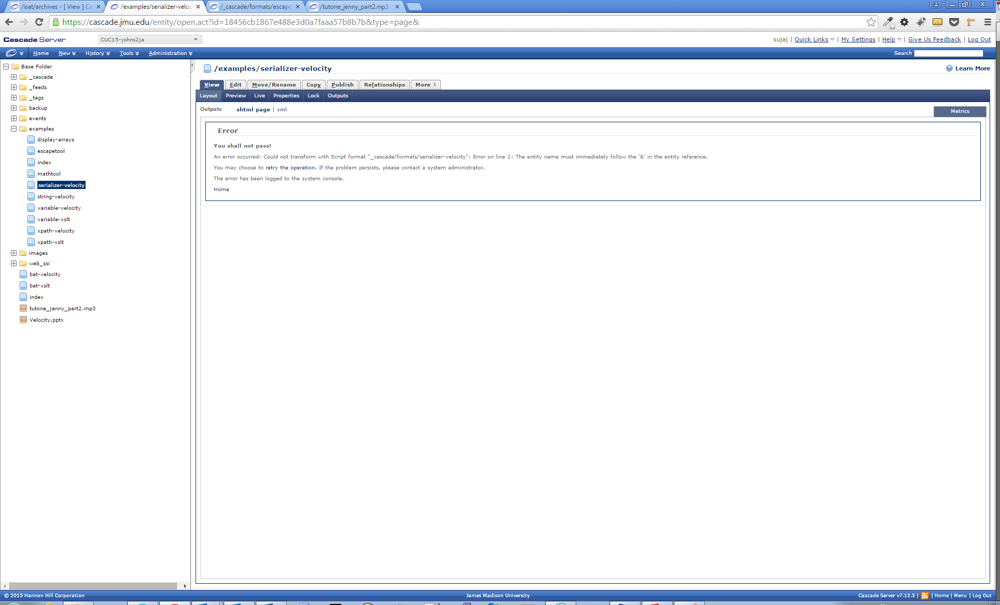 /isat/archives - [ View ] Ca
/examples/serializer-veloc
/_cascade/formats/escape
/tutone_jenny_part2.mp3
https://cascade.jmu.edu/entity/open.act?id=18456cb1867e488e3d0a7faaa57b8b7b&type=page&
Cascade Server
CUC15-johns2ja
sujaj | Quick Links | My Settings | Help | Give Us Feedback | Log Out
Home New History Tools Administration
Search
Base Folder
_cascade
_feeds
_tags
backup
events
examples
display-arrays
escapetool
index
mathtool
serializer-velocity
string-velocity
variable-velocity
variable-xslt
xpath-velocity
xpath-xslt
images
web_ssi
bat-velocity
bat-xslt
index
tutone_jenny_part2.mp3
Velocity.pptx
/examples/serializer-velocity
Learn More
View Edit Move/Rename Copy Publish Relationships More
Layout Preview Live Properties Lock Outputs
Outputs shtml page | xml
Metrics
Error
You shall not pass!
An error occurred: Could not transform with Script format "_cascade/formats/serializer-velocity": Error on line 2: The entity name must immediately follow the '&' in the entity reference.
You may choose to retry the operation. If the problem persists, please contact a system administrator.
The error has been logged to the system console.
Home
© 2015 Hannon Hill Corporation
James Madison University
Cascade Server v7.12.5 | | Home | Menu | Log Out